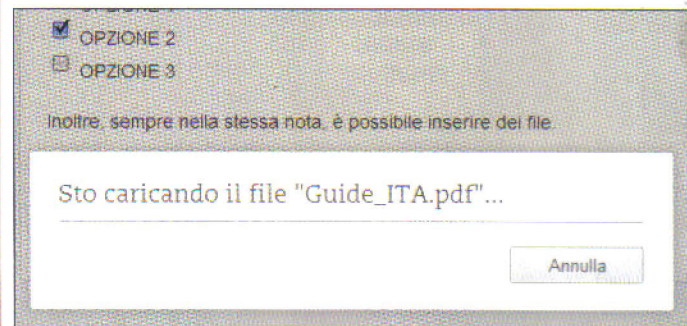 OPZIONE 2
OPZIONE 3
Inoltre, sempre nella stessa nota, è possibile inserire dei file.
Sto caricando il file "Guide_ITA.pdf"...
Annulla